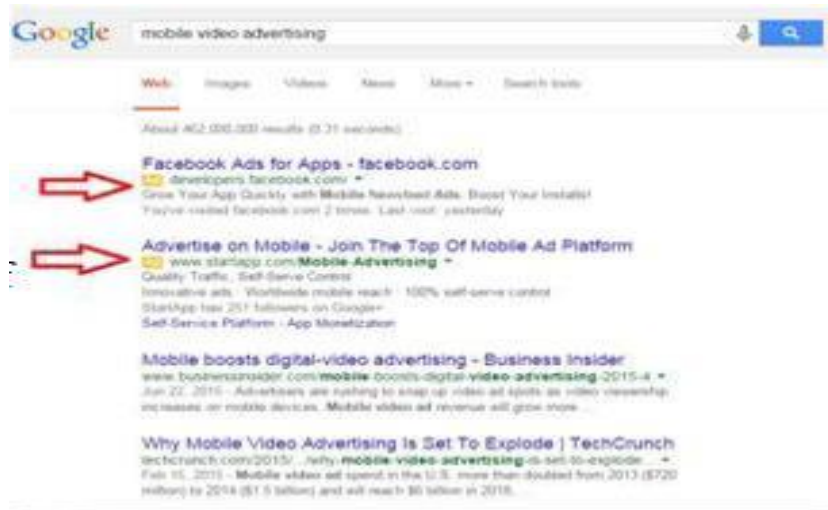 Google mobile video advertising
Web Images Videos News More Search tools
About 462,000,000 results (0.31 seconds)
Facebook Ads for Apps - facebook.com
developers.facebook.com/
Grow Your App Quickly with Mobile Newsfeed Ads. Boost Your Installs!
You've visited facebook.com 2 times. Last visit: yesterday
Advertise on Mobile - Join The Top Of Mobile Ad Platform
www.startapp.com/Mobile-Advertising
Quality Traffic, Self-Serve Control
Innovative ads · Worldwide mobile reach · 100% self-serve control
StartApp has 251 followers on Google+
Self-Service Platform - App Monetization
Mobile boosts digital-video advertising - Business Insider
www.businessinsider.com/mobile-boosts-digital-video-advertising-2015-4
Jun 22, 2015 - Advertisers are rushing to snap up video ad spots as video viewership
increases on mobile devices. Mobile video ad revenue will grow more
Why Mobile Video Advertising Is Set To Explode | TechCrunch
techcrunch.com/2015/.../why-mobile-video-advertising-is-set-to-explode...
Feb 15, 2015 - Mobile video ad spend in the U.S. more than doubled from 2013 ($720
million) to 2014 ($1.5 billion) and will reach $6 billion in 2018,